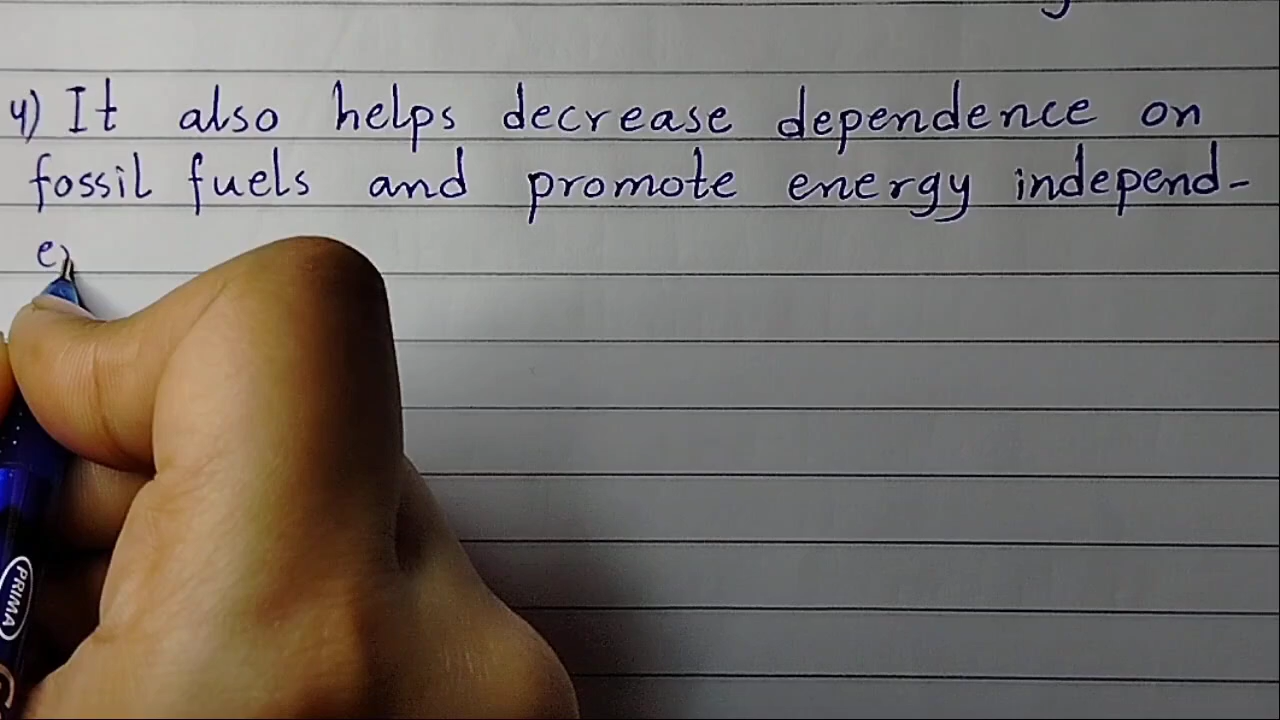 4) It also helps decrease dependence on
fossil fuels and promote energy independ-
e
PRIMA